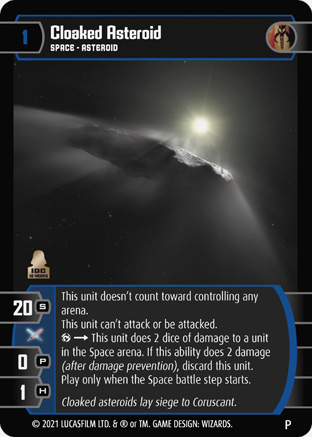 1
Cloaked Asteroid
SPACE - ASTEROID
IDC
20 S
0 P
1 H
This unit doesn't count toward controlling any
arena.
This unit can't attack or be attacked.
→ This unit does 2 dice of damage to a unit
in the Space arena. If this ability does 2 damage
(after damage prevention), discard this unit.
Play only when the Space battle step starts.
Cloaked asteroids lay siege to Coruscant.
© 2021 LUCASFILM LTD. & ® or TM. GAME DESIGN: WIZARDS.
P